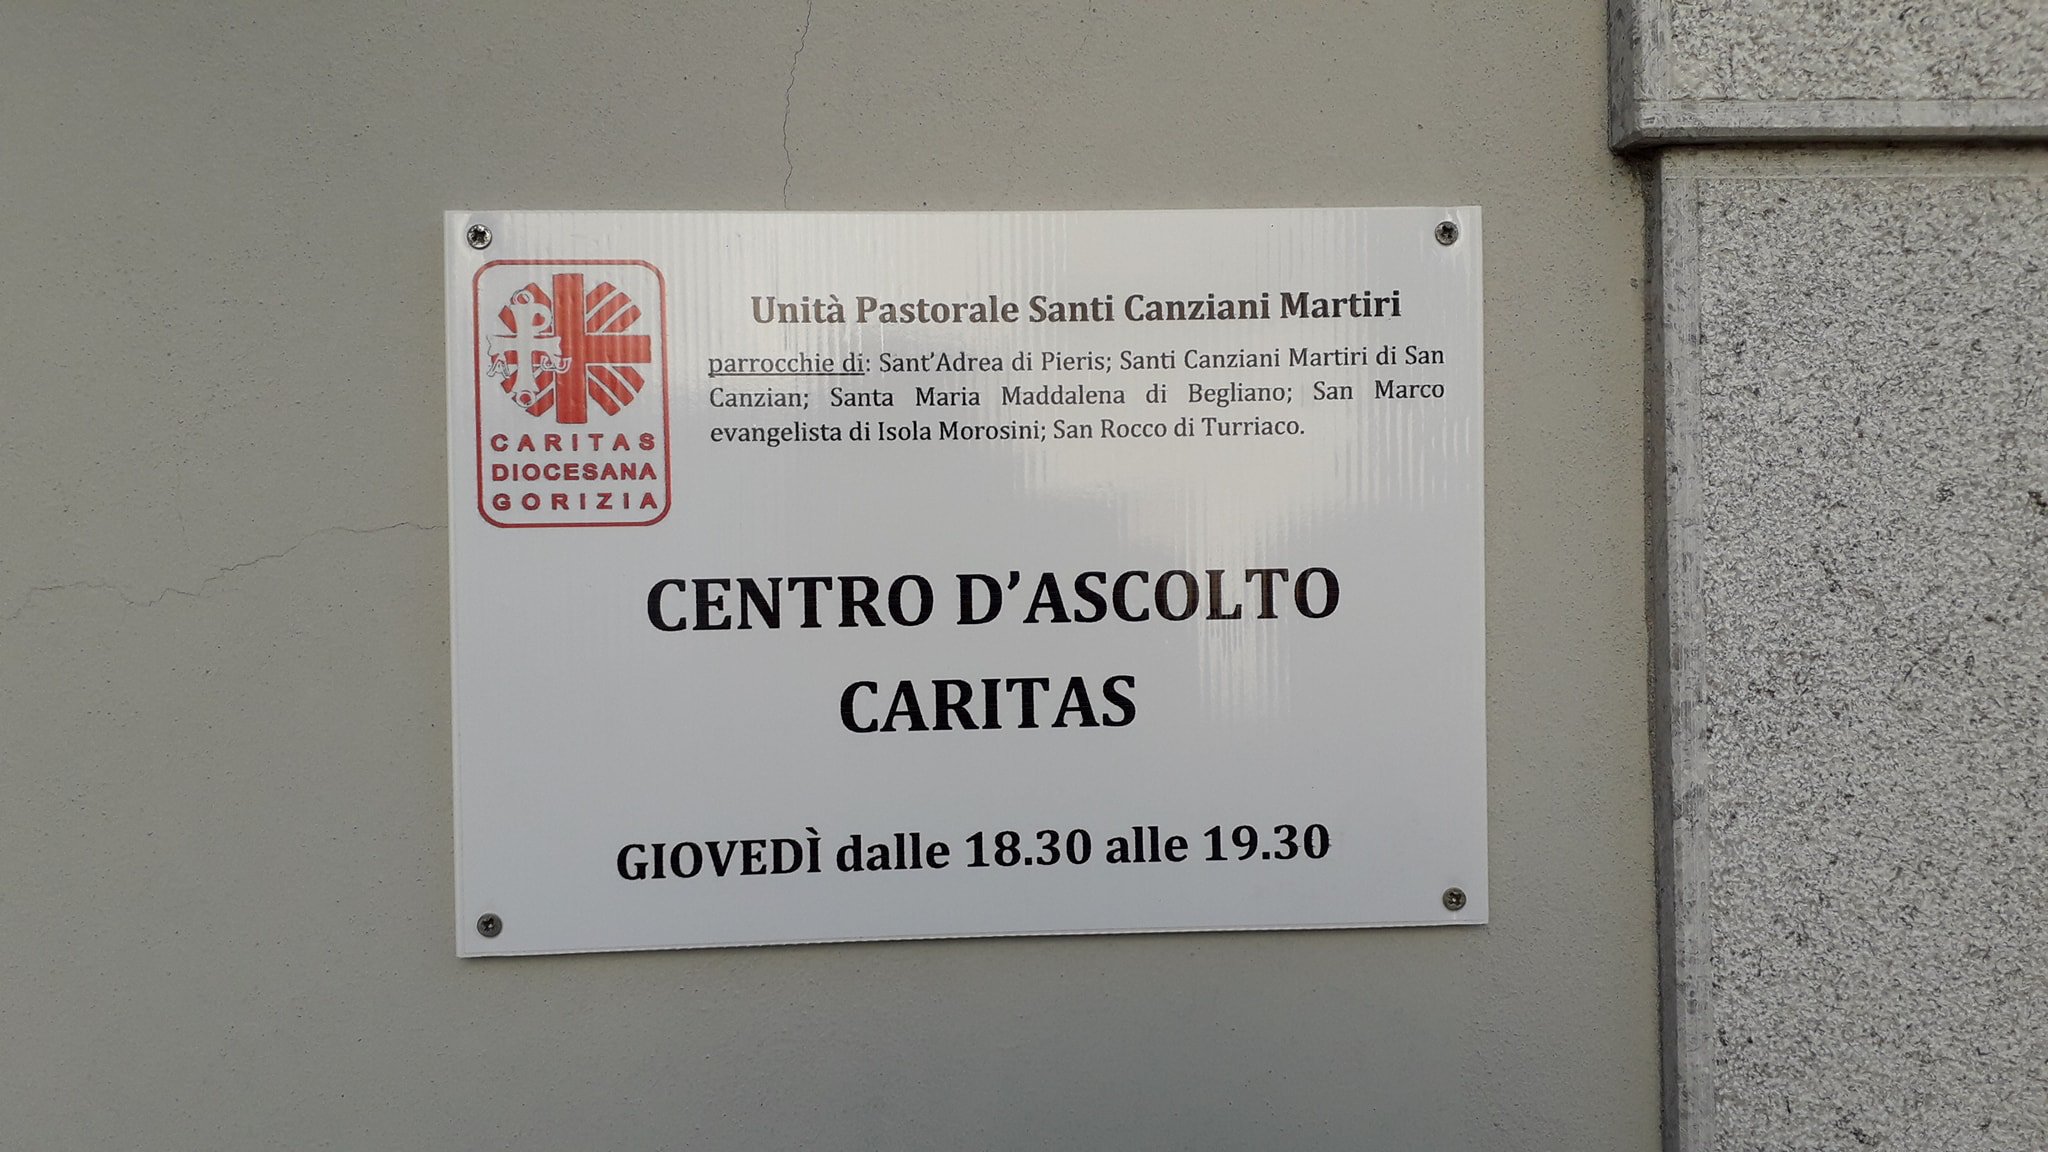 CARITAS
DIOCESANA
GORIZIA
Unità Pastorale Santi Canziani Martiri
parrocchie di: Sant'Adrea di Pieris; Santi Canziani Martiri di San
Canzian; Santa Maria Maddalena di Begliano; San Marco
evangelista di Isola Morosini; San Rocco di Turriaco.
CENTRO D'ASCOLTO
CARITAS
GIOVEDÌ dalle 18.30 alle 19.30